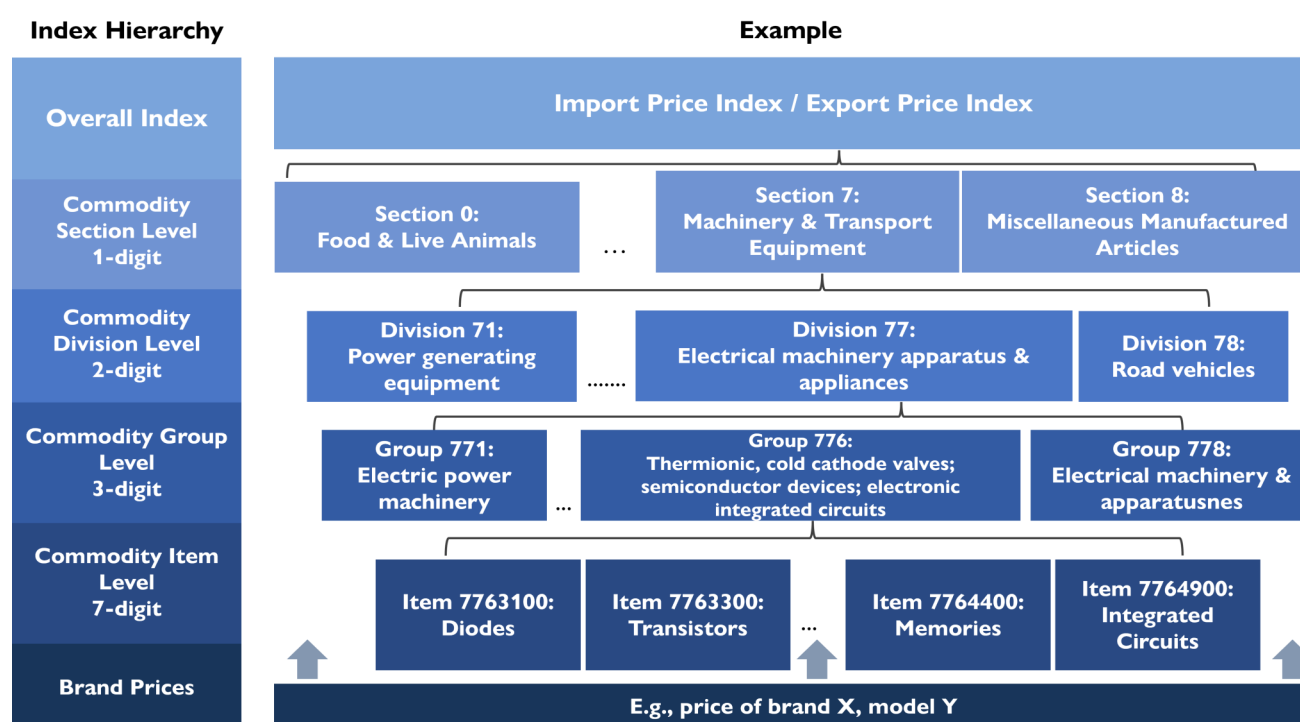 Index Hierarchy
Example
Overall Index
Import Price Index / Export Price Index
Commodity
Section Level
1-digit
Section 0:
Food & Live Animals
...
Section 7:
Machinery & Transport
Equipment
Section 8:
Miscellaneous Manufactured
Articles
Commodity
Division Level
2-digit
Division 71:
Power generating
equipment
.......
Division 77:
Electrical machinery apparatus &
appliances
Division 78:
Road vehicles
Commodity Group
Level
3-digit
Group 771:
Electric power
machinery
...
Group 776:
Thermionic, cold cathode valves;
semiconductor devices; electronic
integrated circuits
Group 778:
Electrical machinery &
apparatusnes
Commodity Item
Level
7-digit
Item 7763100:
Diodes
Item 7763300:
Transistors
...
Item 7764400:
Memories
Item 7764900:
Integrated
Circuits
Brand Prices
E.g., price of brand X, model Y